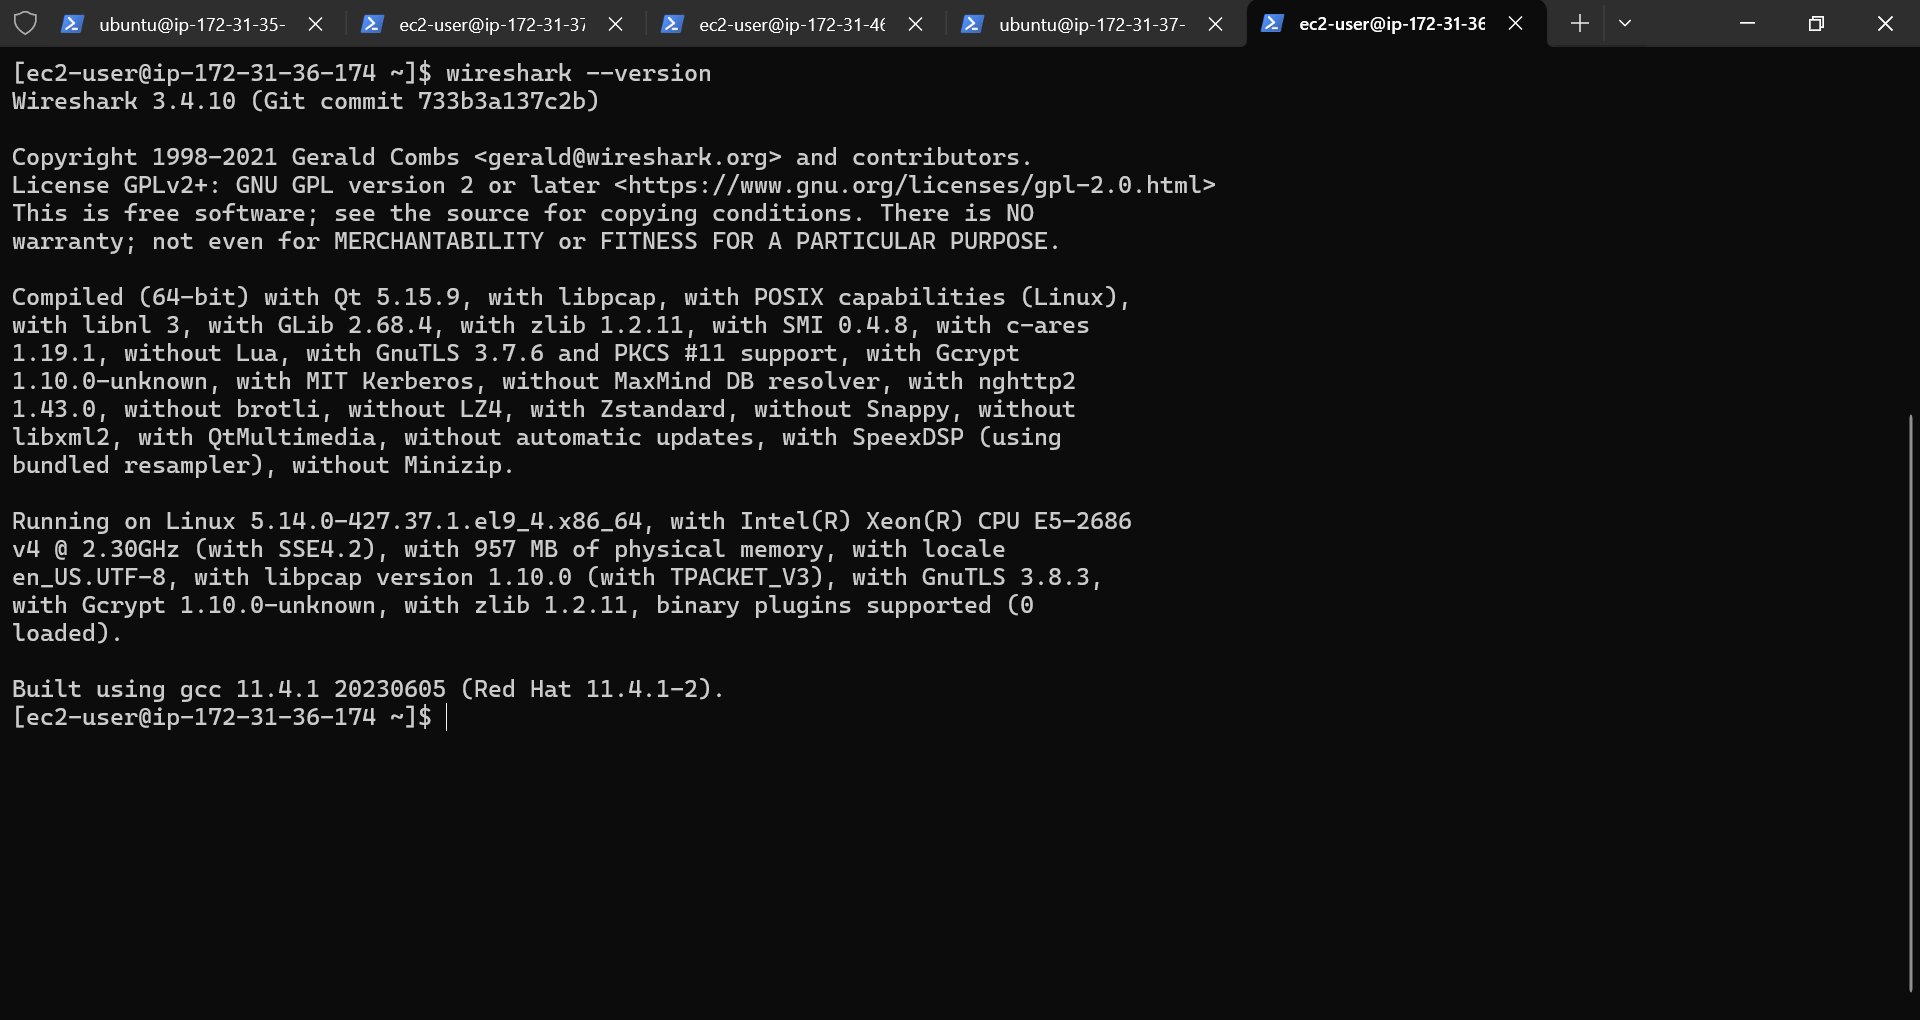 ubuntu@ip-172-31-35-
ec2-user@ip-172-31-37
ec2-user@ip-172-31-46
ubuntu@ip-172-31-37-
ec2-user@ip-172-31-36
[ec2-user@ip-172-31-36-174 ~]$ wireshark --version
Wireshark 3.4.10 (Git commit 733b3a137c2b)
Copyright 1998-2021 Gerald Combs <gerald@wireshark.org> and contributors.
License GPLv2+: GNU GPL version 2 or later <https://www.gnu.org/licenses/gpl-2.0.html>
This is free software; see the source for copying conditions. There is NO
warranty; not even for MERCHANTABILITY or FITNESS FOR A PARTICULAR PURPOSE.
Compiled (64-bit) with Qt 5.15.9, with libpcap, with POSIX capabilities (Linux),
with libnl 3, with GLib 2.68.4, with zlib 1.2.11, with SMI 0.4.8, with c-ares
1.19.1, without Lua, with GnuTLS 3.7.6 and PKCS #11 support, with Gcrypt
1.10.0-unknown, with MIT Kerberos, without MaxMind DB resolver, with nghttp2
1.43.0, without brotli, without LZ4, with Zstandard, without Snappy, without
libxml2, with QtMultimedia, without automatic updates, with SpeexDSP (using
bundled resampler), without Minizip.
Running on Linux 5.14.0-427.37.1.el9_4.x86_64, with Intel(R) Xeon(R) CPU E5-2686
v4 @ 2.30GHz (with SSE4.2), with 957 MB of physical memory, with locale
en_US.UTF-8, with libpcap version 1.10.0 (with TPACKET_V3), with GnuTLS 3.8.3,
with Gcrypt 1.10.0-unknown, with zlib 1.2.11, binary plugins supported (0
loaded).
Built using gcc 11.4.1 20230605 (Red Hat 11.4.1-2).
[ec2-user@ip-172-31-36-174 ~]$